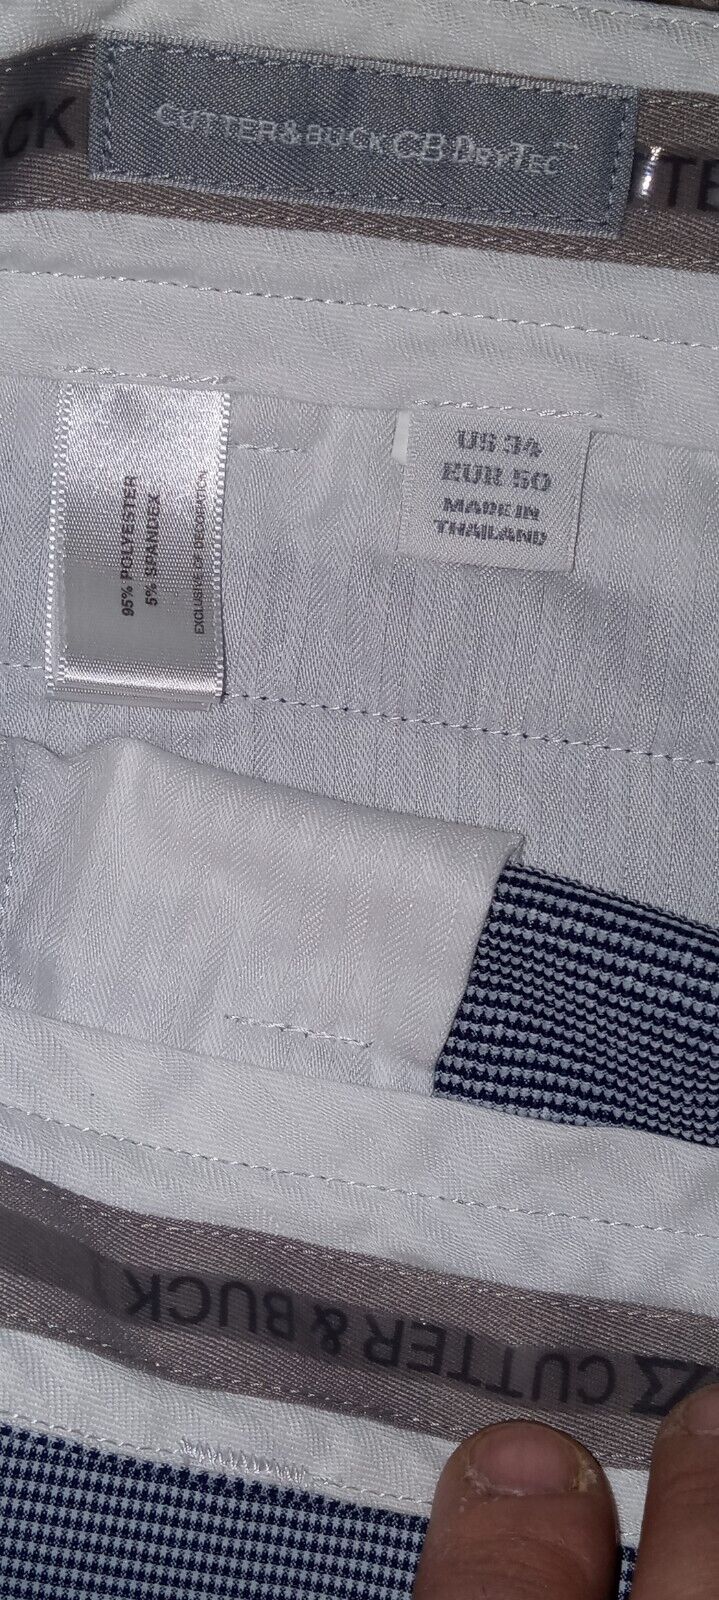 CK
CUTTER & BUCK CB DRYTEC™
TTE
US 34
EUR 50
MADE IN
THAILAND
95% POLYESTER
5% SPANDEX
EXCLUSIVE OF DECORATION
CUTTER & BUCK